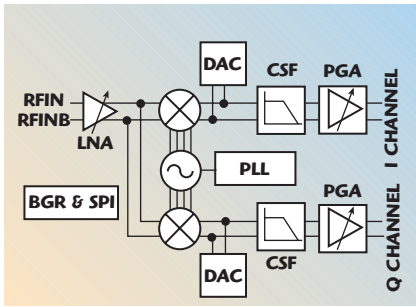 DAC
CSF
PGA
RFIN
RFINB
LNA
I CHANNEL
PLL
BGR & SPI
PGA
CSF
DAC
Q CHANNEL